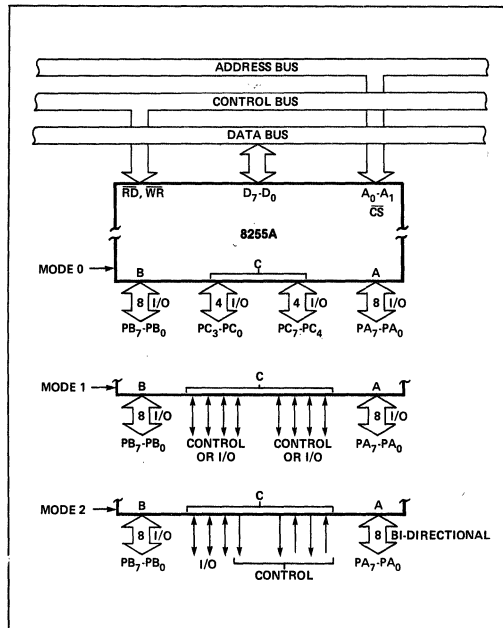 ADDRESS BUS
CONTROL BUS
DATA BUS
RD, WR D7-D0 A0-A1
CS
8255A
MODE 0 B C A
8 I/O 4 I/O 4 I/O 8 I/O
PB7-PB0 PC3-PC0 PC7-PC4 PA7-PA0
C
MODE 1 B A
8 I/O 8 I/O
PB7-PB0 CONTROL OR I/O CONTROL OR I/O PA7-PA0
C
MODE 2 B A
8 I/O 8 BI-DIRECTIONAL
PB7-PB0 I/O PA7-PA0
CONTROL